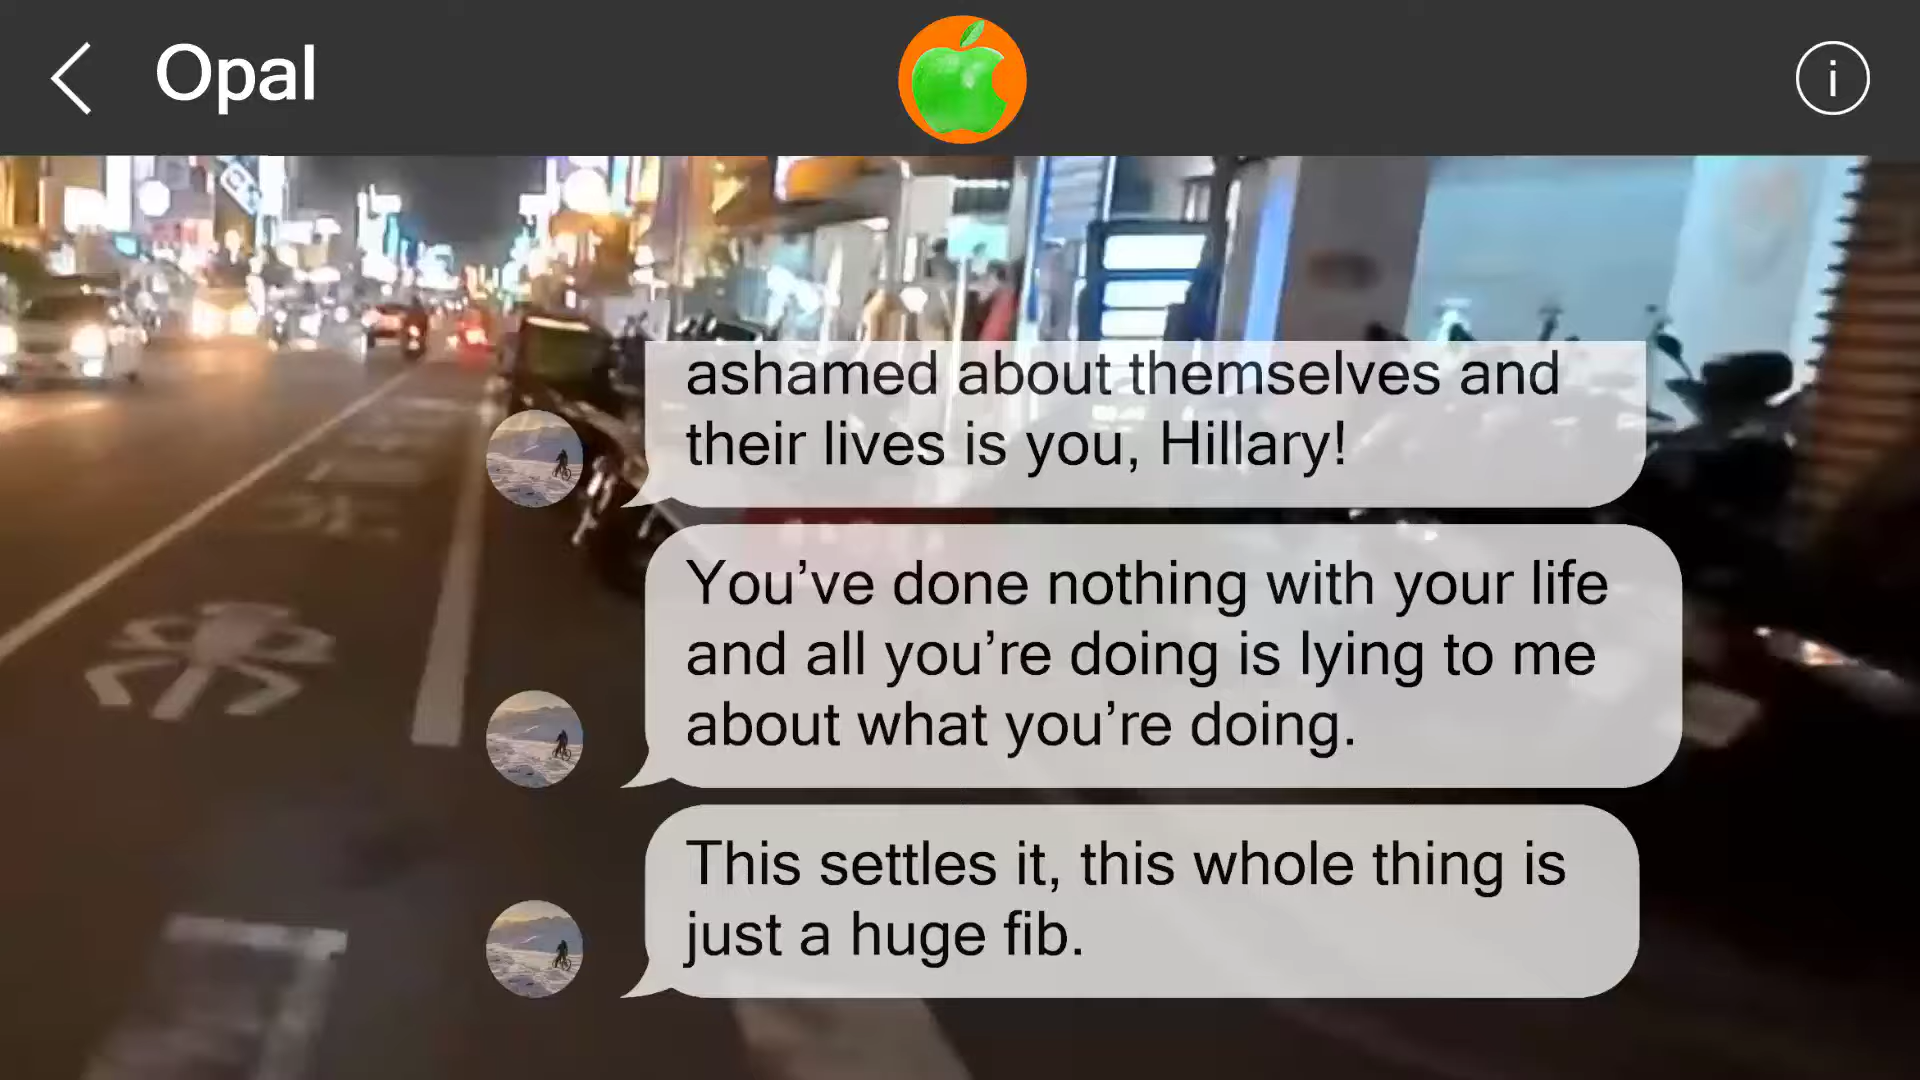 Opal
i
ashamed about themselves and
their lives is you, Hillary!
You’ve done nothing with your life
and all you’re doing is lying to me
about what you’re doing.
This settles it, this whole thing is
just a huge fib.